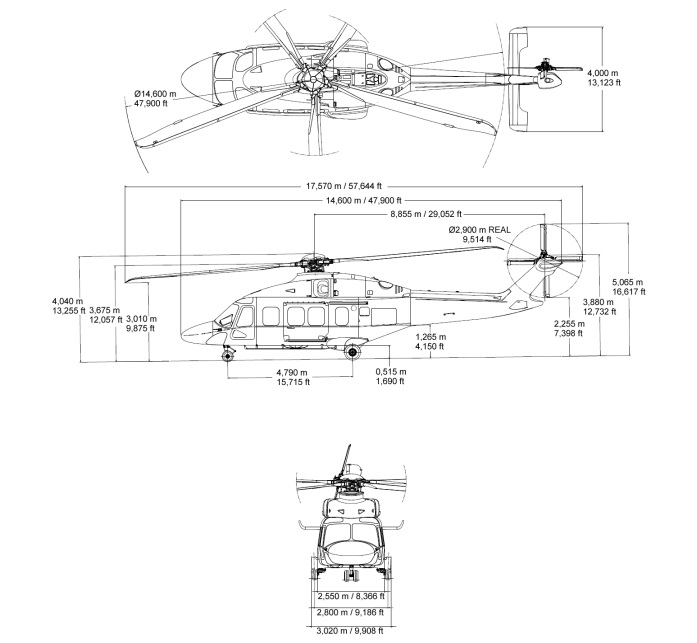 Ø14,600 m
47,900 ft
4,000 m
13,123 ft
17,570 m / 57,644 ft
14,600 m / 47,900 ft
8,855 m / 29,052 ft
Ø2,900 m REAL
9,514 ft
4,040 m
13,255 ft
3,675 m
12,057 ft
3,010 m
9,875 ft
5,065 m
16,617 ft
3,880 m
12,732 ft
2,255 m
7,398 ft
1,265 m
4,150 ft
4,790 m
15,715 ft
0,515 m
1,690 ft
2,550 m / 8,366 ft
2,800 m / 9,186 ft
3,020 m / 9,908 ft